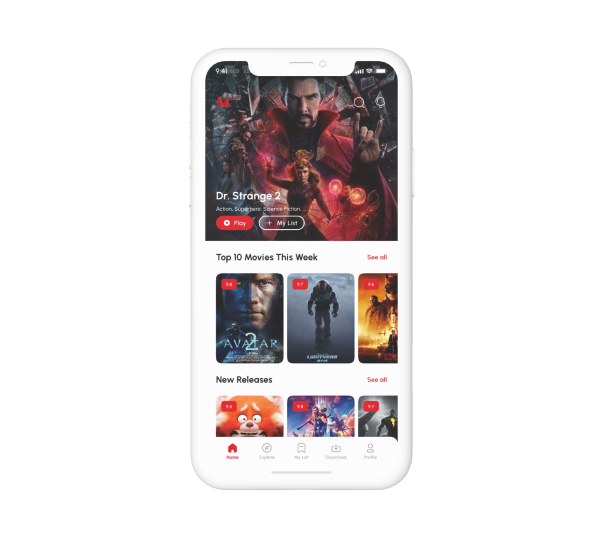 9:41
M
Dr. Strange 2
Action, Superhero, Science Fiction, ...
Play
+ My List
Top 10 Movies This Week
See all
9.8
9.7
9.6
AVATAR
2
LIGHTYEAR
New Releases
See all
9.5
9.8
9.7
Home
Explore
My List
Download
Profile